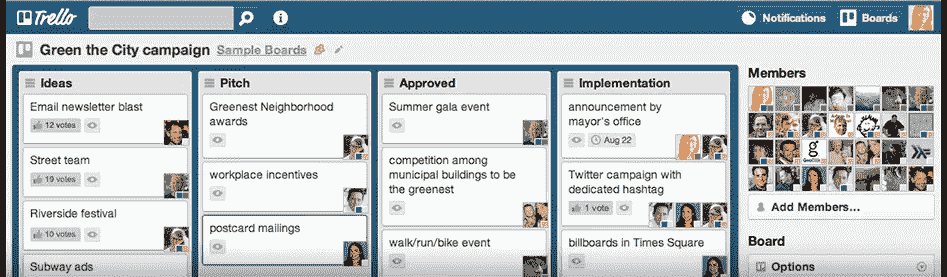 Trello
Notifications
Boards
Green the City campaign
Sample Boards
Ideas
Email newsletter blast
12 votes
Street team
19 votes
Riverside festival
10 votes
Subway ads
Pitch
Greenest Neighborhood
awards
workplace incentives
postcard mailings
Approved
Summer gala event
competition among
municipal buildings to be
the greenest
walk/run/bike event
Implementation
announcement by
mayor's office
Aug 22
Twitter campaign with
dedicated hashtag
1 vote
billboards in Times Square
Members
Add Members...
Board
Options